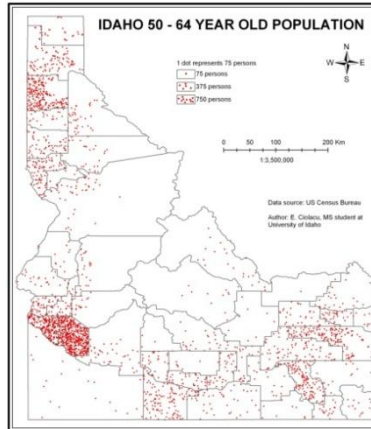 IDAHO 50 - 64 YEAR OLD POPULATION
1 dot represents 75 persons
75 persons
375 persons
750 persons
N
W E
S
0 50 100 200 Km
1:3,500,000
Data source: US Census Bureau
Author: E. Ciolacu, MS student at
University of Idaho